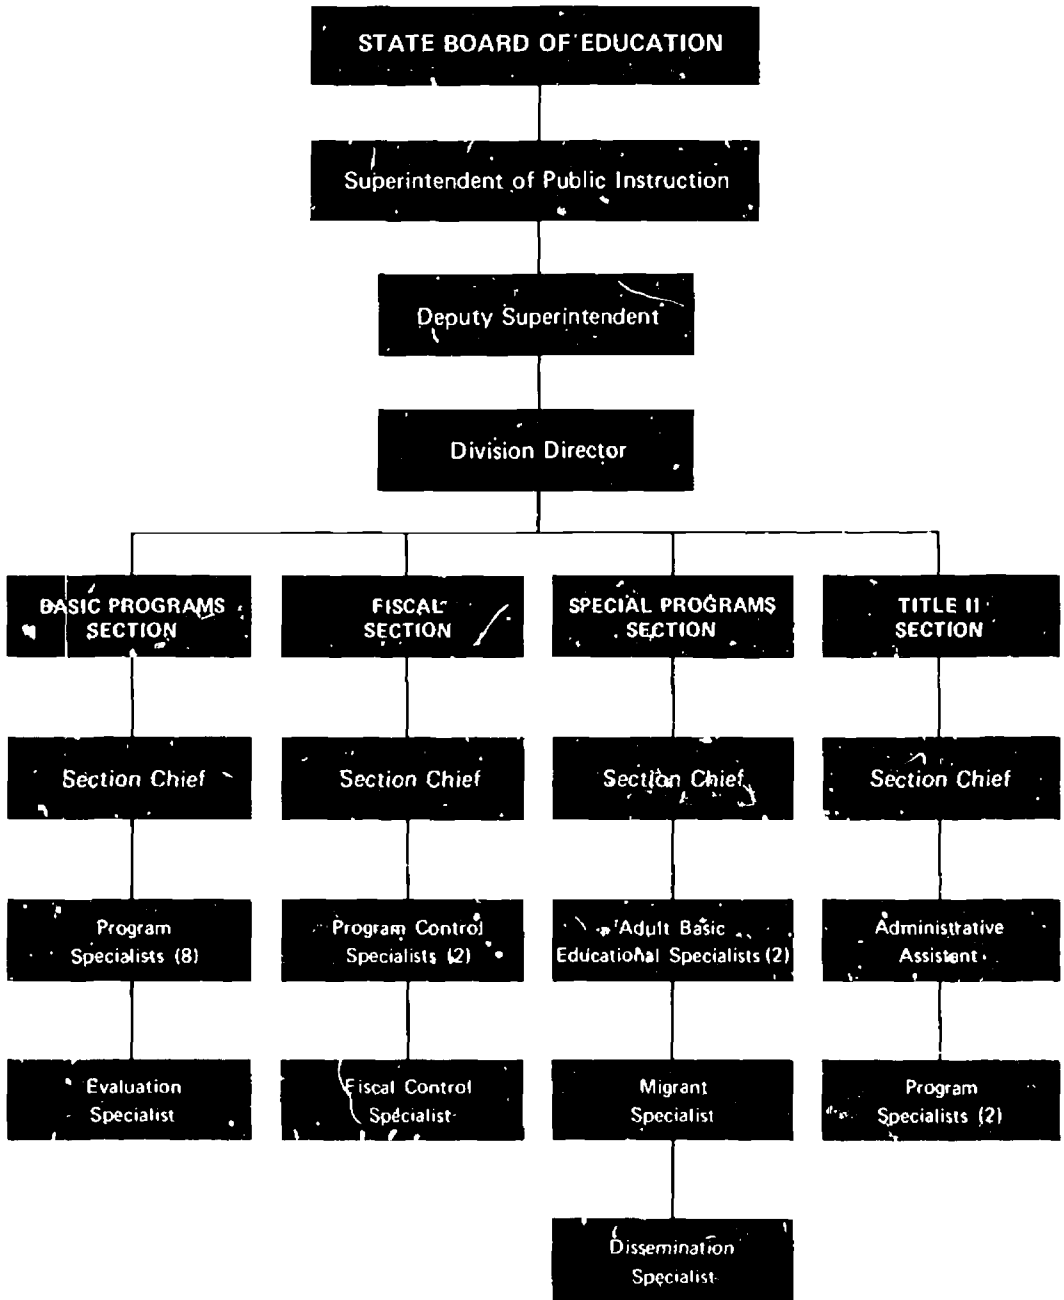 STATE BOARD OF EDUCATION
Superintendent of Public Instruction
Deputy Superintendent
Division Director
BASIC PROGRAMS
SECTION
FISCAL
SECTION
SPECIAL PROGRAMS
SECTION
TITLE II
SECTION
Section Chief
Section Chief
Section Chief
Section Chief
Program
Specialists (8)
Program Control
Specialists (2)
Adult Basic
Educational Specialists (2)
Administrative
Assistant
Evaluation
Specialist
Fiscal Control
Specialist
Migrant
Specialist
Program
Specialists (2)
Dissemination
Specialist